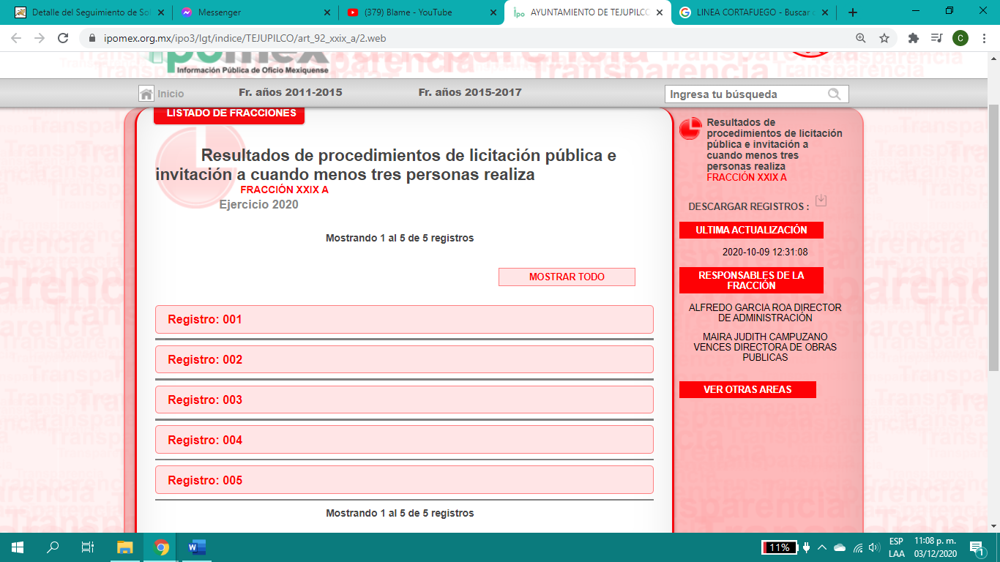 Detalle del Seguimiento de Sol
Messenger
(379) Blame - YouTube
AYUNTAMIENTO DE TEJUPILCO
LINEA CORTAFUEGO - Buscar c
ipomex.org.mx/ipo3/lgt/indice/TEJUPILCO/art_92_xxix_a/2.web
C
ipomex
Información Pública de Oficio Mexiquense
Transparencia
Inicio
Fr. años 2011-2015
Fr. años 2015-2017
Ingresa tu búsqueda
LISTADO DE FRACCIONES
Resultados de procedimientos de licitación pública e
invitación a cuando menos tres personas realiza
FRACCIÓN XXIX A
Ejercicio 2020
Mostrando 1 al 5 de 5 registros
MOSTRAR TODO
Registro: 001
Registro: 002
Registro: 003
Registro: 004
Registro: 005
Mostrando 1 al 5 de 5 registros
Resultados de
procedimientos de licitación
pública e invitación a
cuando menos tres
personas realiza
FRACCIÓN XXIX A
DESCARGAR REGISTROS :
ULTIMA ACTUALIZACIÓN
2020-10-09 12:31:08
RESPONSABLES DE LA
FRACCIÓN
ALFREDO GARCIA ROA DIRECTOR
DE ADMINISTRACIÓN
MAIRA JUDITH CAMPUZANO
VENCES DIRECTORA DE OBRAS
PUBLICAS
VER OTRAS AREAS
11%
ESP
LAA
11:08 p. m.
03/12/2020
1